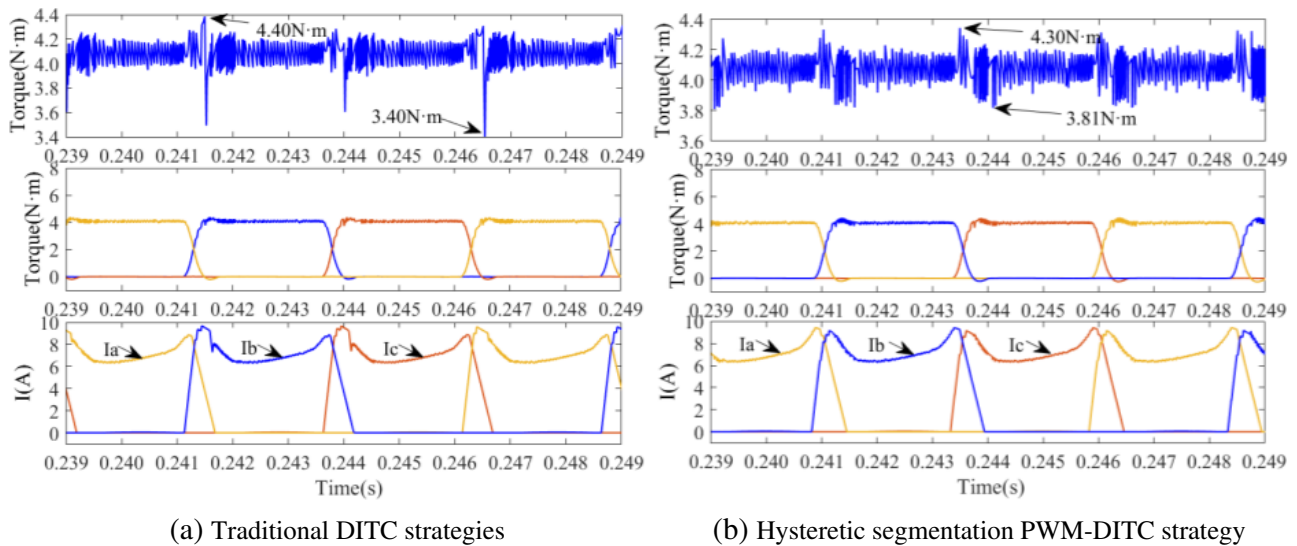 4.4
4.2
4.0
3.8
3.6
3.4
Torque(N·m)
4.40N·m
3.40N·m
0.239 0.240 0.241 0.242 0.243 0.244 0.245 0.246 0.247 0.248 0.249
8
6
4
2
0
Torque(N·m)
0.239 0.240 0.241 0.242 0.243 0.244 0.245 0.246 0.247 0.248 0.249
10
8
6
4
2
0
I(A)
Ia
Ib
Ic
0.239 0.240 0.241 0.242 0.243 0.244 0.245 0.246 0.247 0.248 0.249
Time(s)
(a) Traditional DITC strategies
4.4
4.2
4.0
3.8
3.6
Torque(N·m)
4.30N·m
3.81N·m
0.239 0.240 0.241 0.242 0.243 0.244 0.245 0.246 0.247 0.248 0.249
8
6
4
2
0
Torque(N·m)
0.239 0.240 0.241 0.242 0.243 0.244 0.245 0.246 0.247 0.248 0.249
10
8
6
4
2
0
I(A)
Ia
Ib
Ic
0.239 0.240 0.241 0.242 0.243 0.244 0.245 0.246 0.247 0.248 0.249
Time(s)
(b) Hysteretic segmentation PWM-DITC strategy